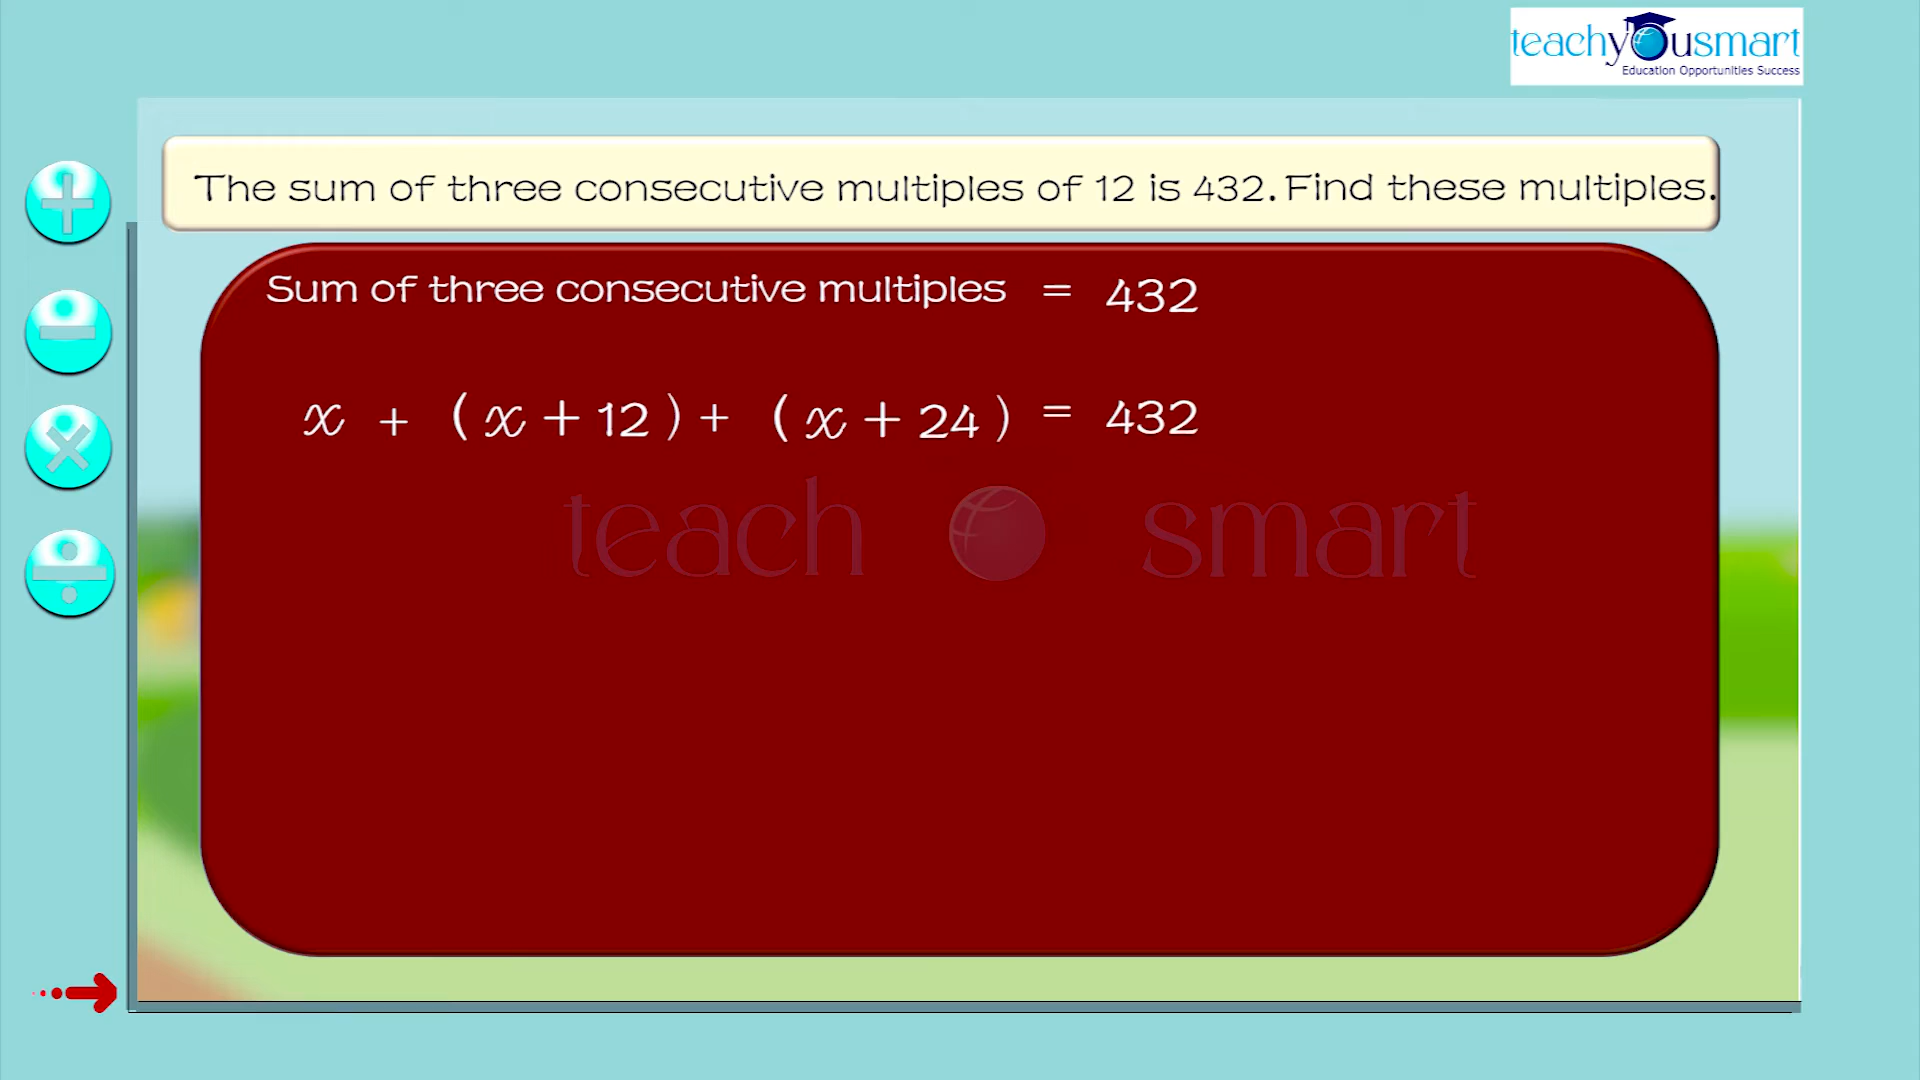 teachyousmart
Education Opportunities Success
The sum of three consecutive multiples of 12 is 432. Find these multiples.
Sum of three consecutive multiples = 432
x + ( x + 12 ) + ( x + 24 ) = 432
teach smart